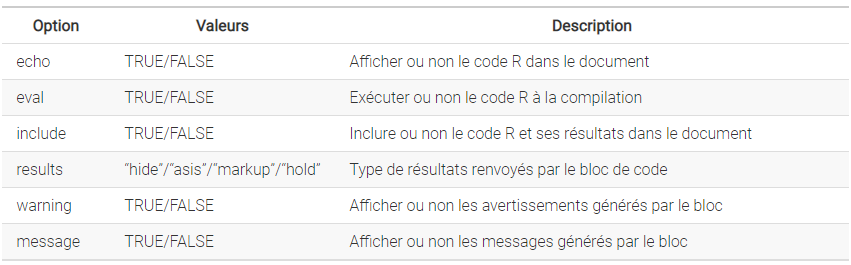 Option Valeurs Description
echo TRUE/FALSE Afficher ou non le code R dans le document
eval TRUE/FALSE Exécuter ou non le code R à la compilation
include TRUE/FALSE Inclure ou non le code R et ses résultats dans le document
results “hide”/“asis”/“markup”/“hold” Type de résultats renvoyés par le bloc de code
warning TRUE/FALSE Afficher ou non les avertissements générés par le bloc
message TRUE/FALSE Afficher ou non les messages générés par le bloc